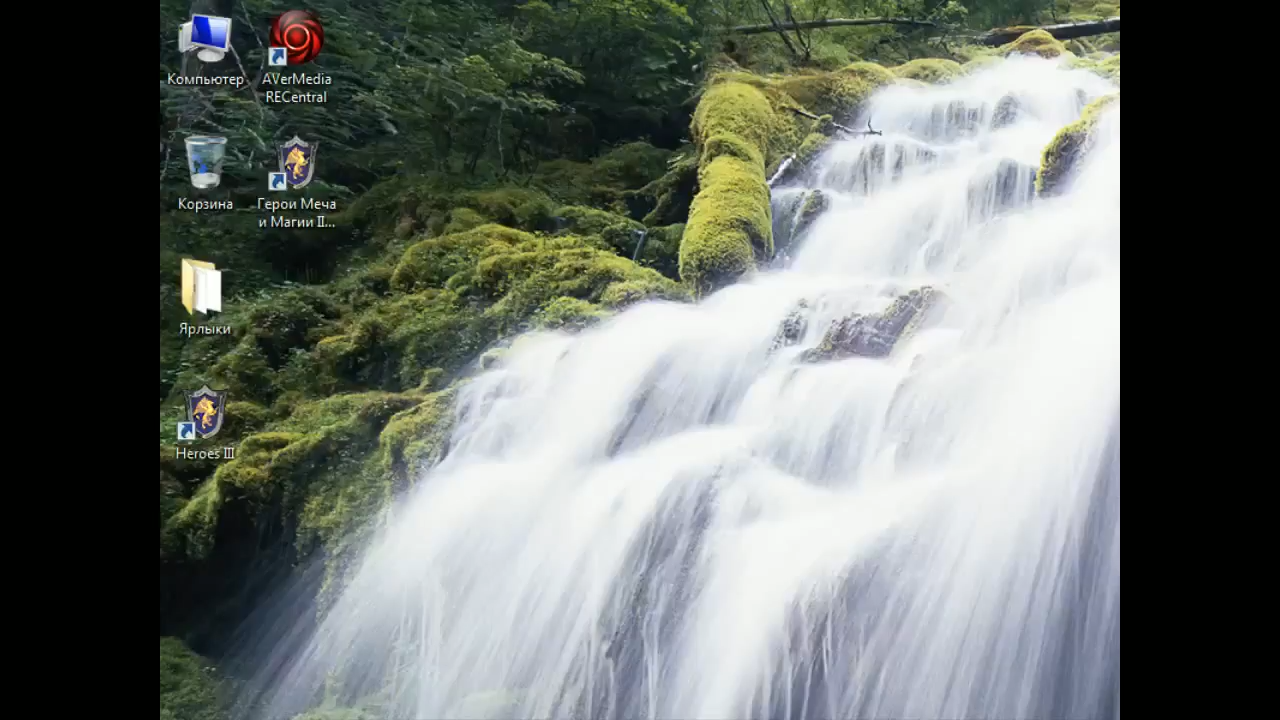 Компьютер
AVerMedia
RECentral
Корзина
Герои Меча
и Магии II...
Ярлыки
Heroes III